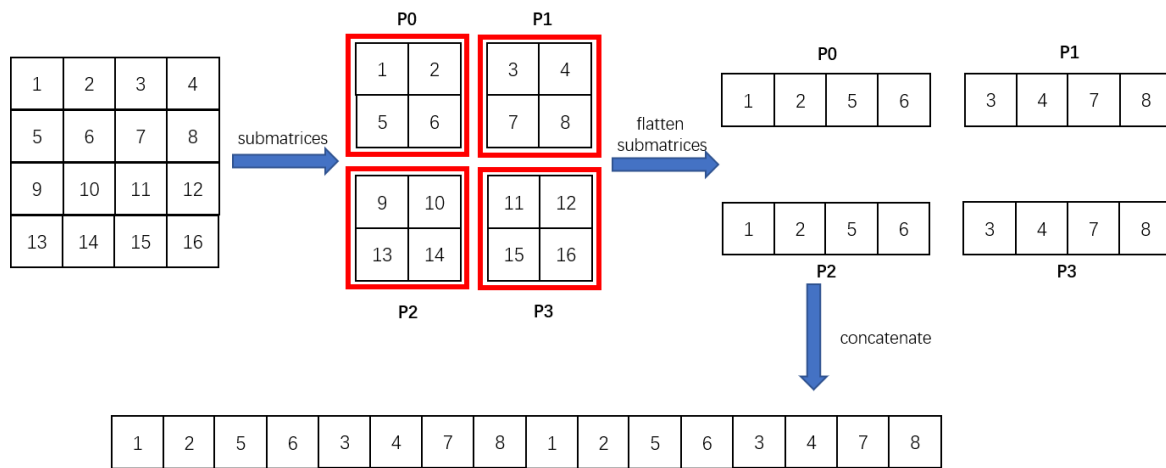 P0 P1
1 2 3 4
5 6 7 8
9 10 11 12
13 14 15 16
submatrices
1 2
5 6
3 4
7 8
9 10
13 14
11 12
15 16
P2 P3
flatten
submatrices
P0 P1
1 2 5 6
3 4 7 8
1 2 5 6
3 4 7 8
P2 P3
concatenate
1 2 5 6 3 4 7 8 1 2 5 6 3 4 7 8